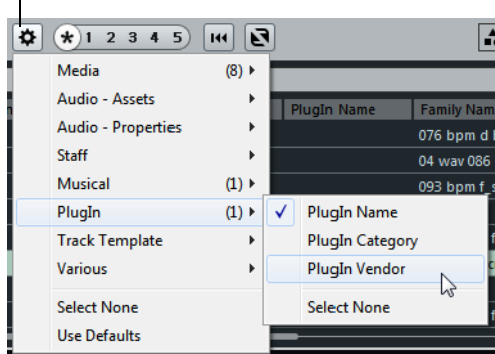 * 1 2 3 4 5
Media (8)
Audio - Assets
Audio - Properties
Staff
Musical (1)
PlugIn (1)
Track Template
Various
Select None
Use Defaults
PlugIn Name Family Nam
076 bpm d
04 wav 086
093 bpm f_s
PlugIn Name
PlugIn Category
PlugIn Vendor
Select None